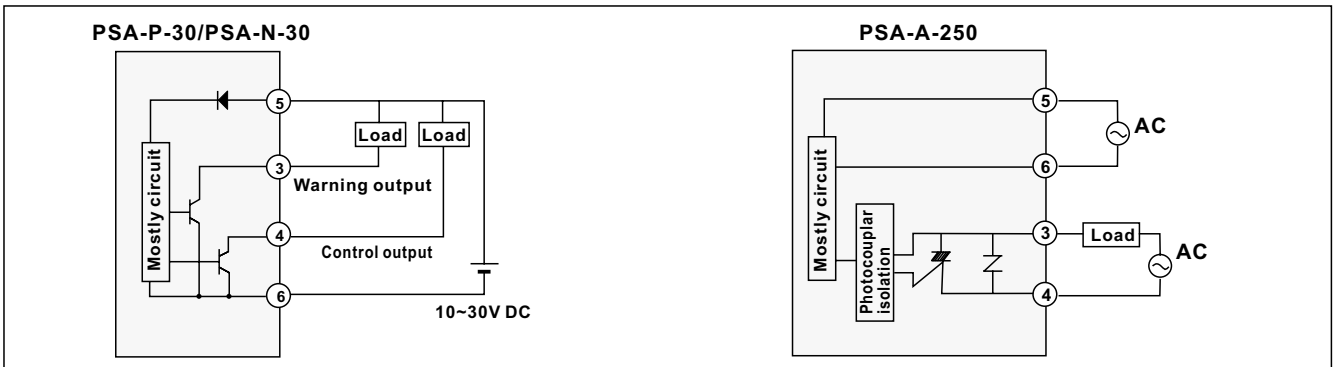 PSA-P-30/PSA-N-30
5
Load
Load
3
Warning output
Mostly circuit
4
Control output
6
10~30V DC
PSA-A-250
5
AC
6
Mostly circuit
Photocouplar
isolation
3
Load
AC
4